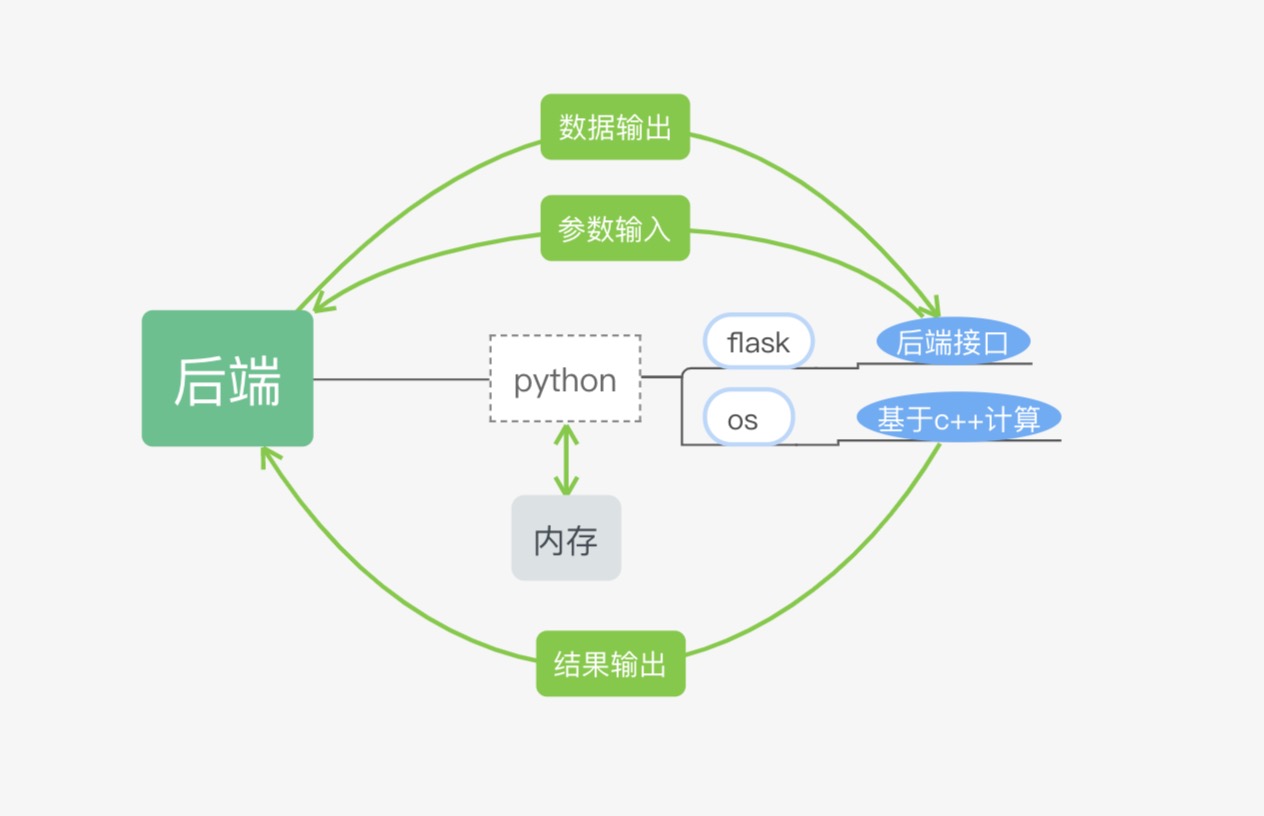 数据输出
参数输入
后端
python
flask
后端接口
os
基于c++计算
内存
结果输出